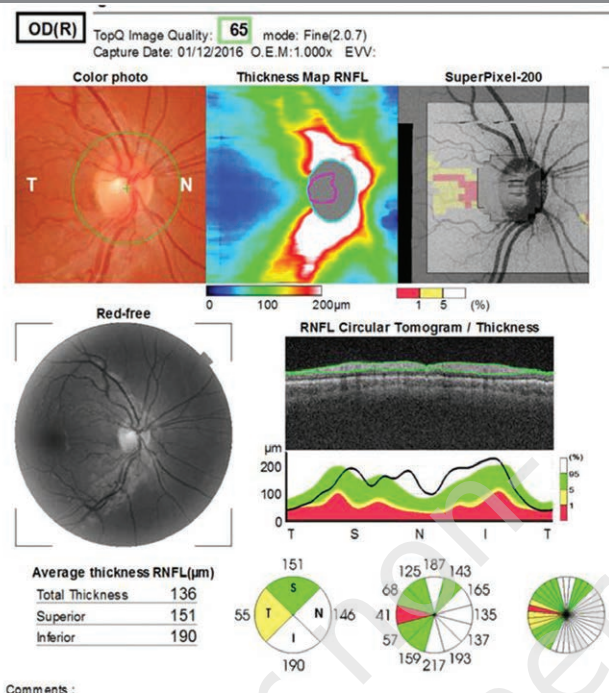 OD(R) TopQ Image Quality: 65 mode: Fine(2.0.7)
Capture Date: 01/12/2016 O.E.M:1.000x EVV:
Color photo Thickness Map RNFL SuperPixel-200
T N
0 100 200μm
1 5 (%)
Red-free
RNFL Circular Tomogram / Thickness
μm
200
100
0
T S N I T
(%)
95
5
1
Average thickness RNFL(μm)
Total Thickness 136
Superior 151
Inferior 190
151
S
55 T N 146
I
190
187
125 143
68 165
41 135
57 137
159 193
217
Comments :